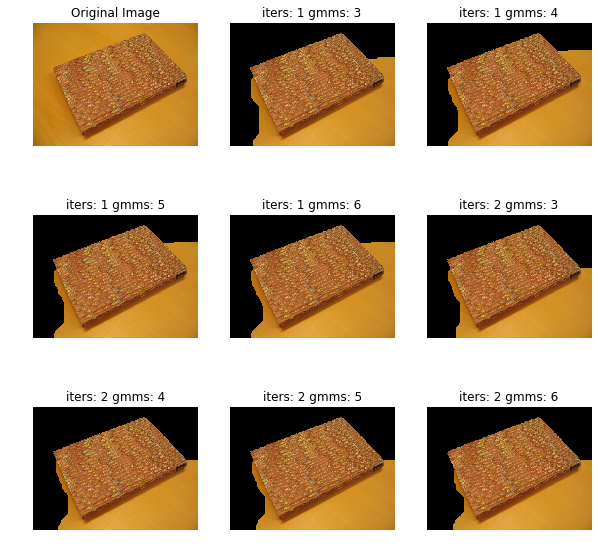 Original Image
iters: 1 gmms: 3
iters: 1 gmms: 4
iters: 1 gmms: 5
iters: 1 gmms: 6
iters: 2 gmms: 3
iters: 2 gmms: 4
iters: 2 gmms: 5
iters: 2 gmms: 6